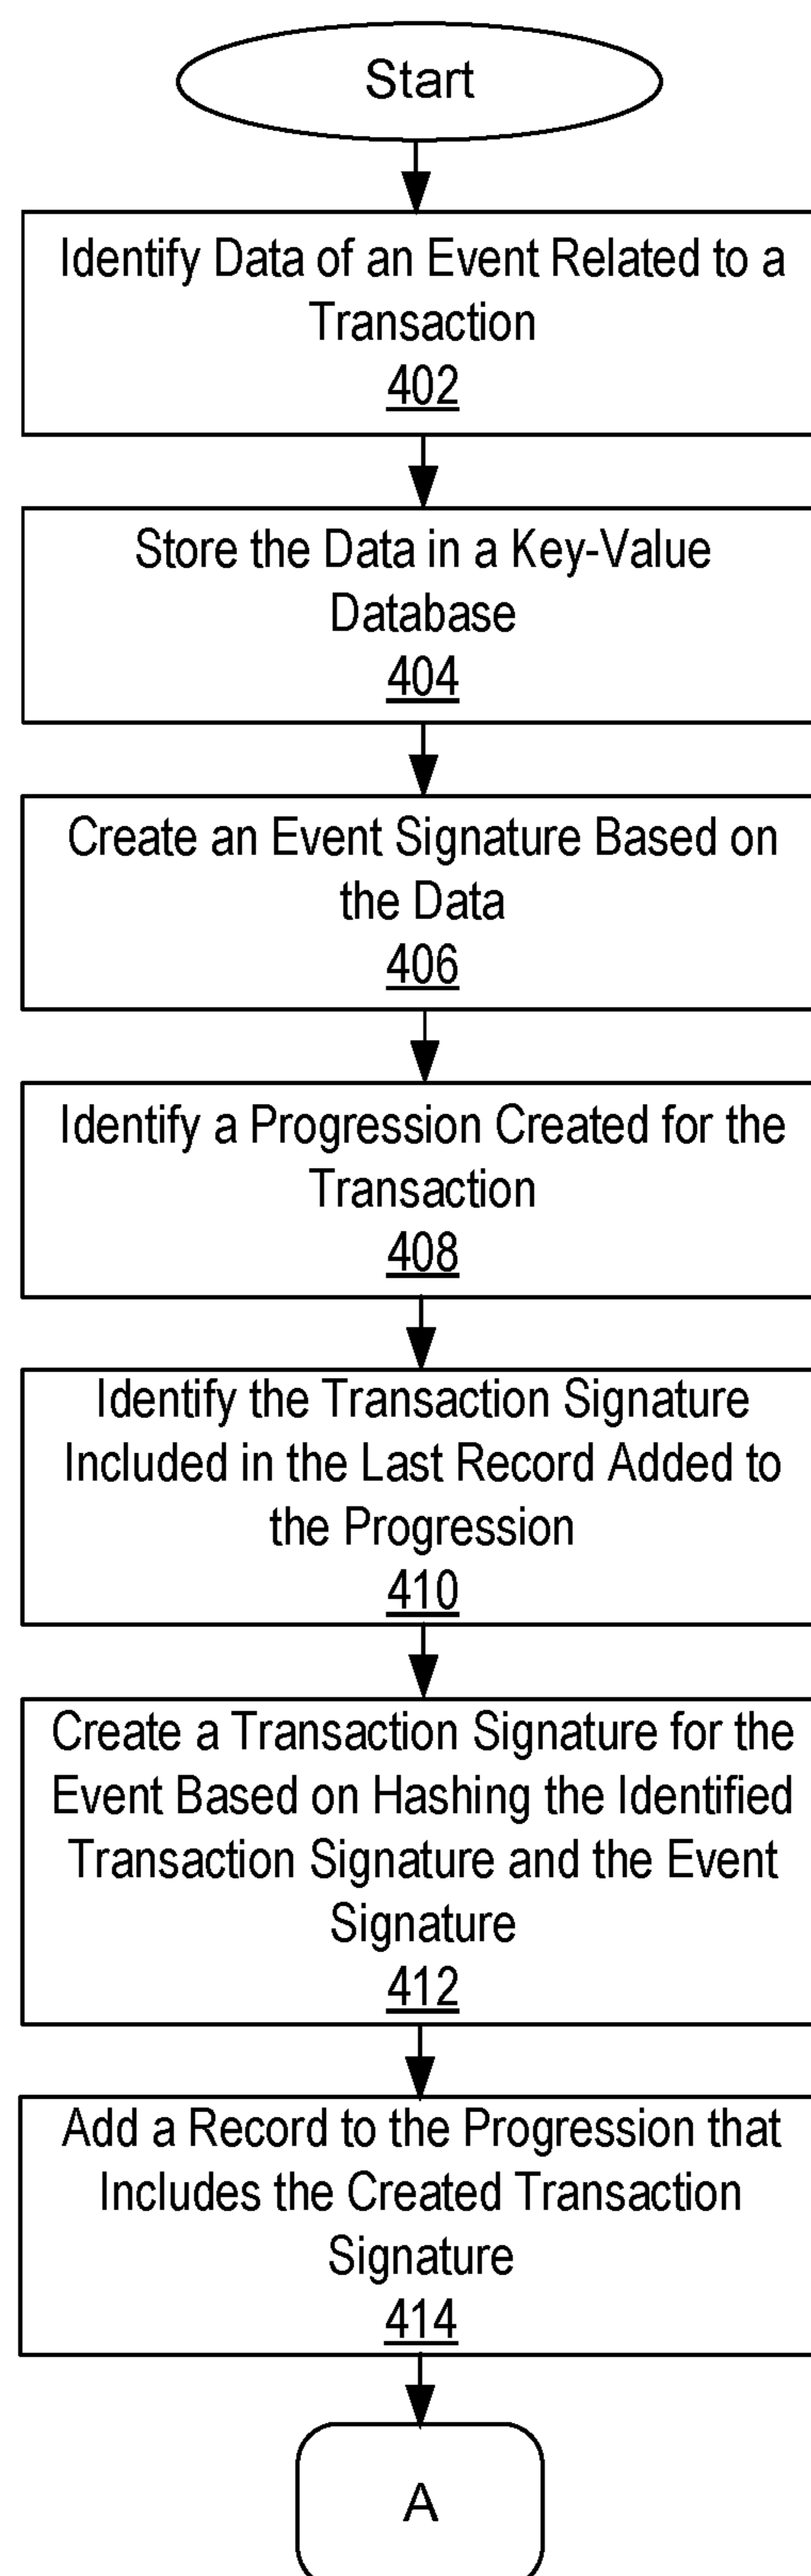 Start
Identify Data of an Event Related to a
Transaction
402
Store the Data in a Key-Value
Database
404
Create an Event Signature Based on
the Data
406
Identify a Progression Created for the
Transaction
408
Identify the Transaction Signature
Included in the Last Record Added to
the Progression
410
Create a Transaction Signature for the
Event Based on Hashing the Identified
Transaction Signature and the Event
Signature
412
Add a Record to the Progression that
Includes the Created Transaction
Signature
414
A